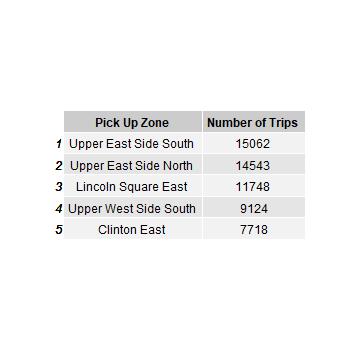 Pick Up Zone Number of Trips
1 Upper East Side South 15062
2 Upper East Side North 14543
3 Lincoln Square East 11748
4 Upper West Side South 9124
5 Clinton East 7718